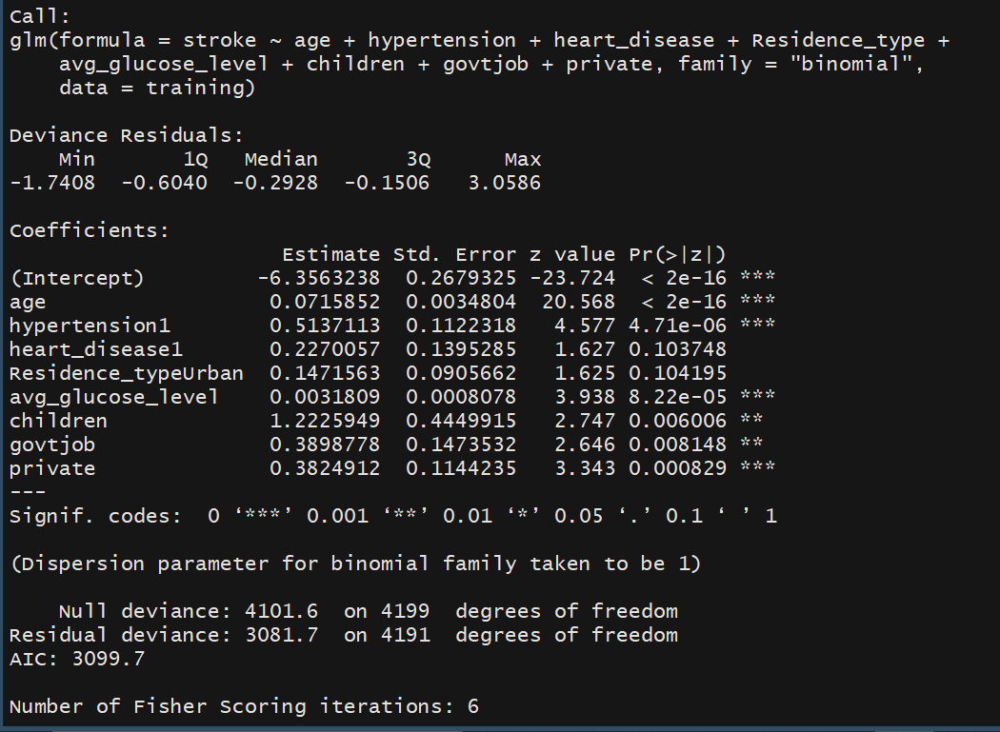 Call:
glm(formula = stroke ~ age + hypertension + heart_disease + Residence_type +
    avg_glucose_level + children + govtjob + private, family = "binomial",
    data = training)

Deviance Residuals:
    Min       1Q   Median       3Q      Max
-1.7408  -0.6040  -0.2928  -0.1506   3.0586

Coefficients:
                      Estimate Std. Error z value Pr(>|z|)
(Intercept)         -6.3563238  0.2679325 -23.724  < 2e-16 ***
age                  0.0715852  0.0034804  20.568  < 2e-16 ***
hypertension1        0.5137113  0.1122318   4.577 4.71e-06 ***
heart_disease1       0.2270057  0.1395285   1.627 0.103748
Residence_typeUrban  0.1471563  0.0905662   1.625 0.104195
avg_glucose_level    0.0031809  0.0008078   3.938 8.22e-05 ***
children             1.2225949  0.4449915   2.747 0.006006 **
govtjob              0.3898778  0.1473532   2.646 0.008148 **
private              0.3824912  0.1144235   3.343 0.000829 ***
---
Signif. codes:  0 ‘***’ 0.001 ‘**’ 0.01 ‘*’ 0.05 ‘.’ 0.1 ‘ ’ 1

(Dispersion parameter for binomial family taken to be 1)

    Null deviance: 4101.6  on 4199  degrees of freedom
Residual deviance: 3081.7  on 4191  degrees of freedom
AIC: 3099.7

Number of Fisher Scoring iterations: 6